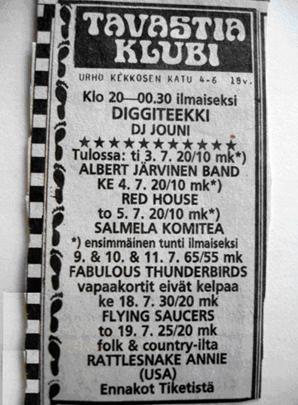 TAVASTIA
KLUBI
URHO KEKKOSEN KATU 4-6 18v.
Klo 20—00.30 ilmaiseksi
DIGGITEEKKI
DJ JOUNI
★★★★★★★★★★★
Tulossa: ti 3. 7. 20/10 mk*)
ALBERT JÄRVINEN BAND
KE 4. 7. 20/10 mk*)
RED HOUSE
to 5. 7. 20/10 mk*)
SALMELA KOMITEA
*) ensimmäinen tunti ilmaiseksi
9. & 10. & 11. 7. 65/55 mk
FABULOUS THUNDERBIRDS
vapaakortit eivät kelpaa
ke 18. 7. 30/20 mk
FLYING SAUCERS
to 19. 7. 25/20 mk
folk & country-ilta
RATTLESNAKE ANNIE
(USA)
Ennakot Tiketistä